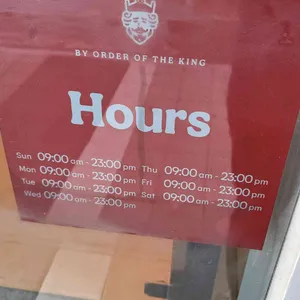 BY ORDER OF THE KING
Hours
Sun 09:00 am - 23:00 pm Thu 09:00 am - 23:00 pm
Mon 09:00 am - 23:00 pm Fri 09:00 am - 23:00 pm
Tue 09:00 am - 23:00 pm Sat 09:00 am - 23:00 pm
Wed 09:00 am - 23:00 pm